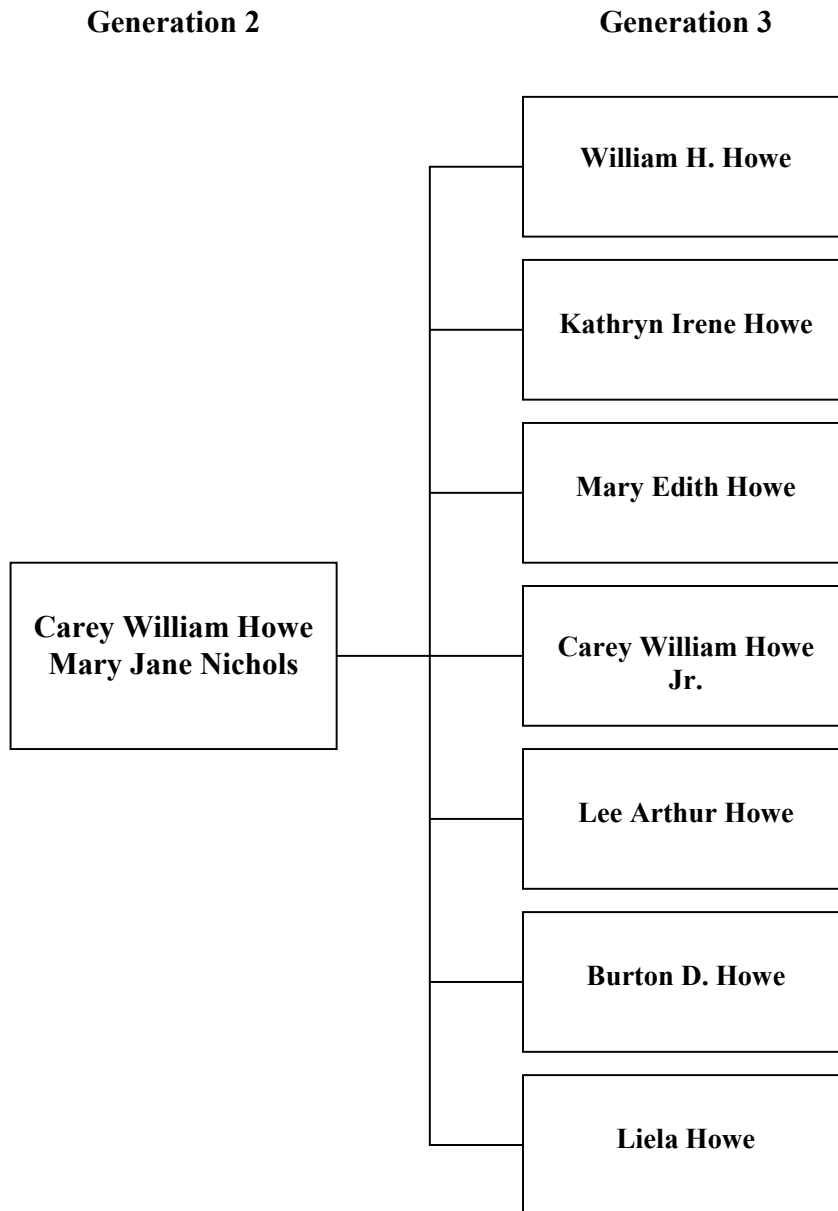 Generation 2
Generation 3
William H. Howe
Kathryn Irene Howe
Mary Edith Howe
Carey William Howe
Mary Jane Nichols
Carey William Howe
Jr.
Lee Arthur Howe
Burton D. Howe
Liela Howe